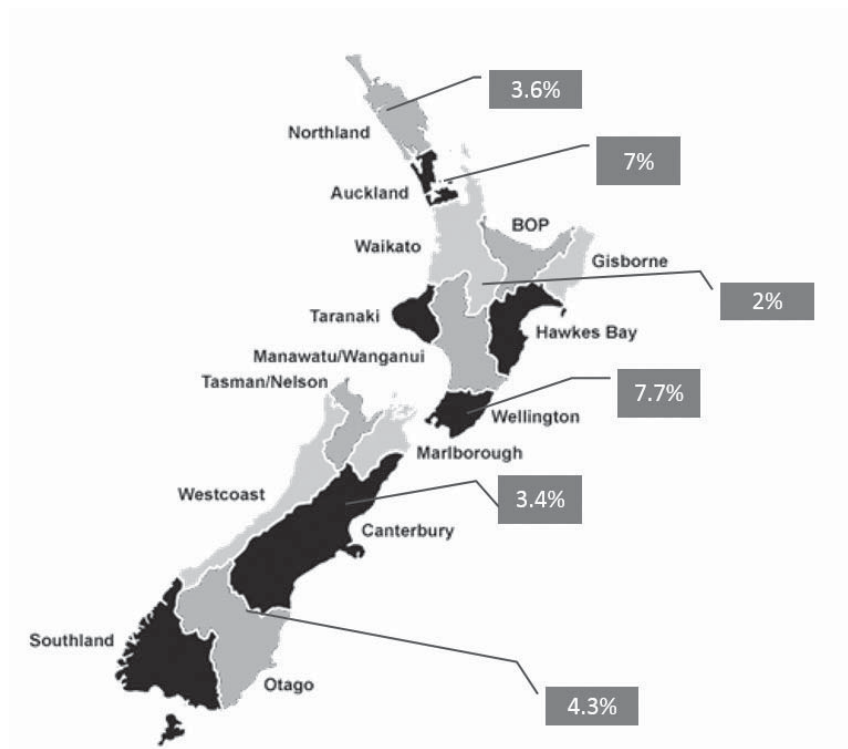 3.6%
Northland
7%
Auckland
BOP
Waikato
Gisborne
2%
Taranaki
Hawkes Bay
Manawatu/Wanganui
Tasman/Nelson
7.7%
Wellington
Marlborough
Westcoast
3.4%
Canterbury
Southland
Otago
4.3%